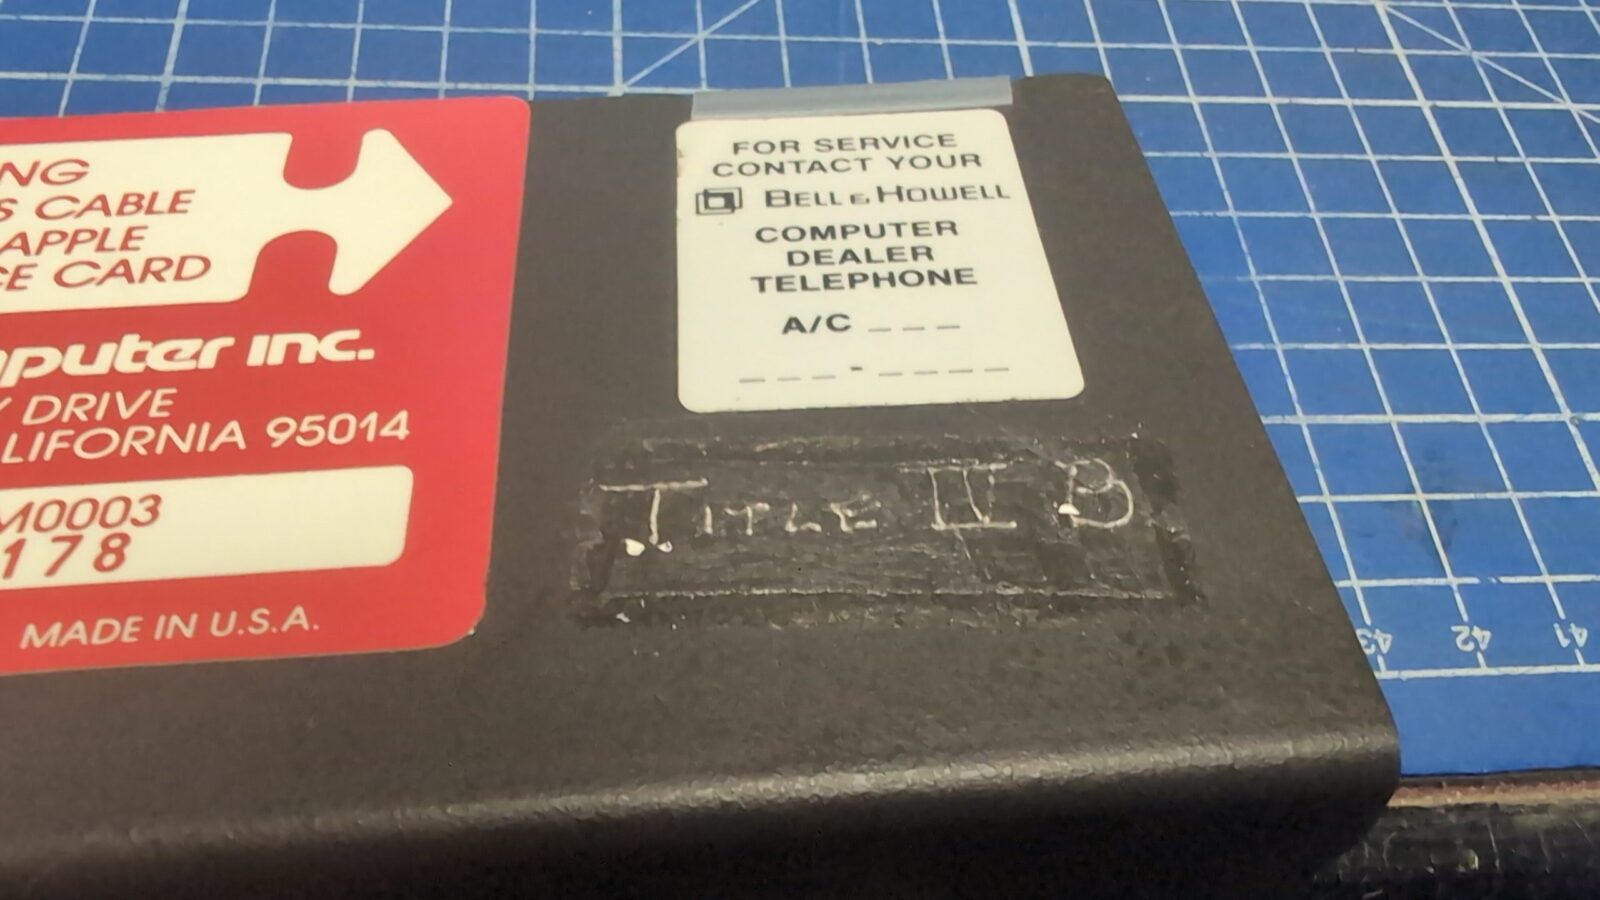 NG
S CABLE
APPLE
CE CARD
mputer inc.
Y DRIVE
LIFORNIA 95014
M0003
178
MADE IN U.S.A.
FOR SERVICE
CONTACT YOUR
BELL & HOWELL
COMPUTER
DEALER
TELEPHONE
A/C _ _ _
_ _ _ - _ _ _ _
TITLE II B
43 42 41